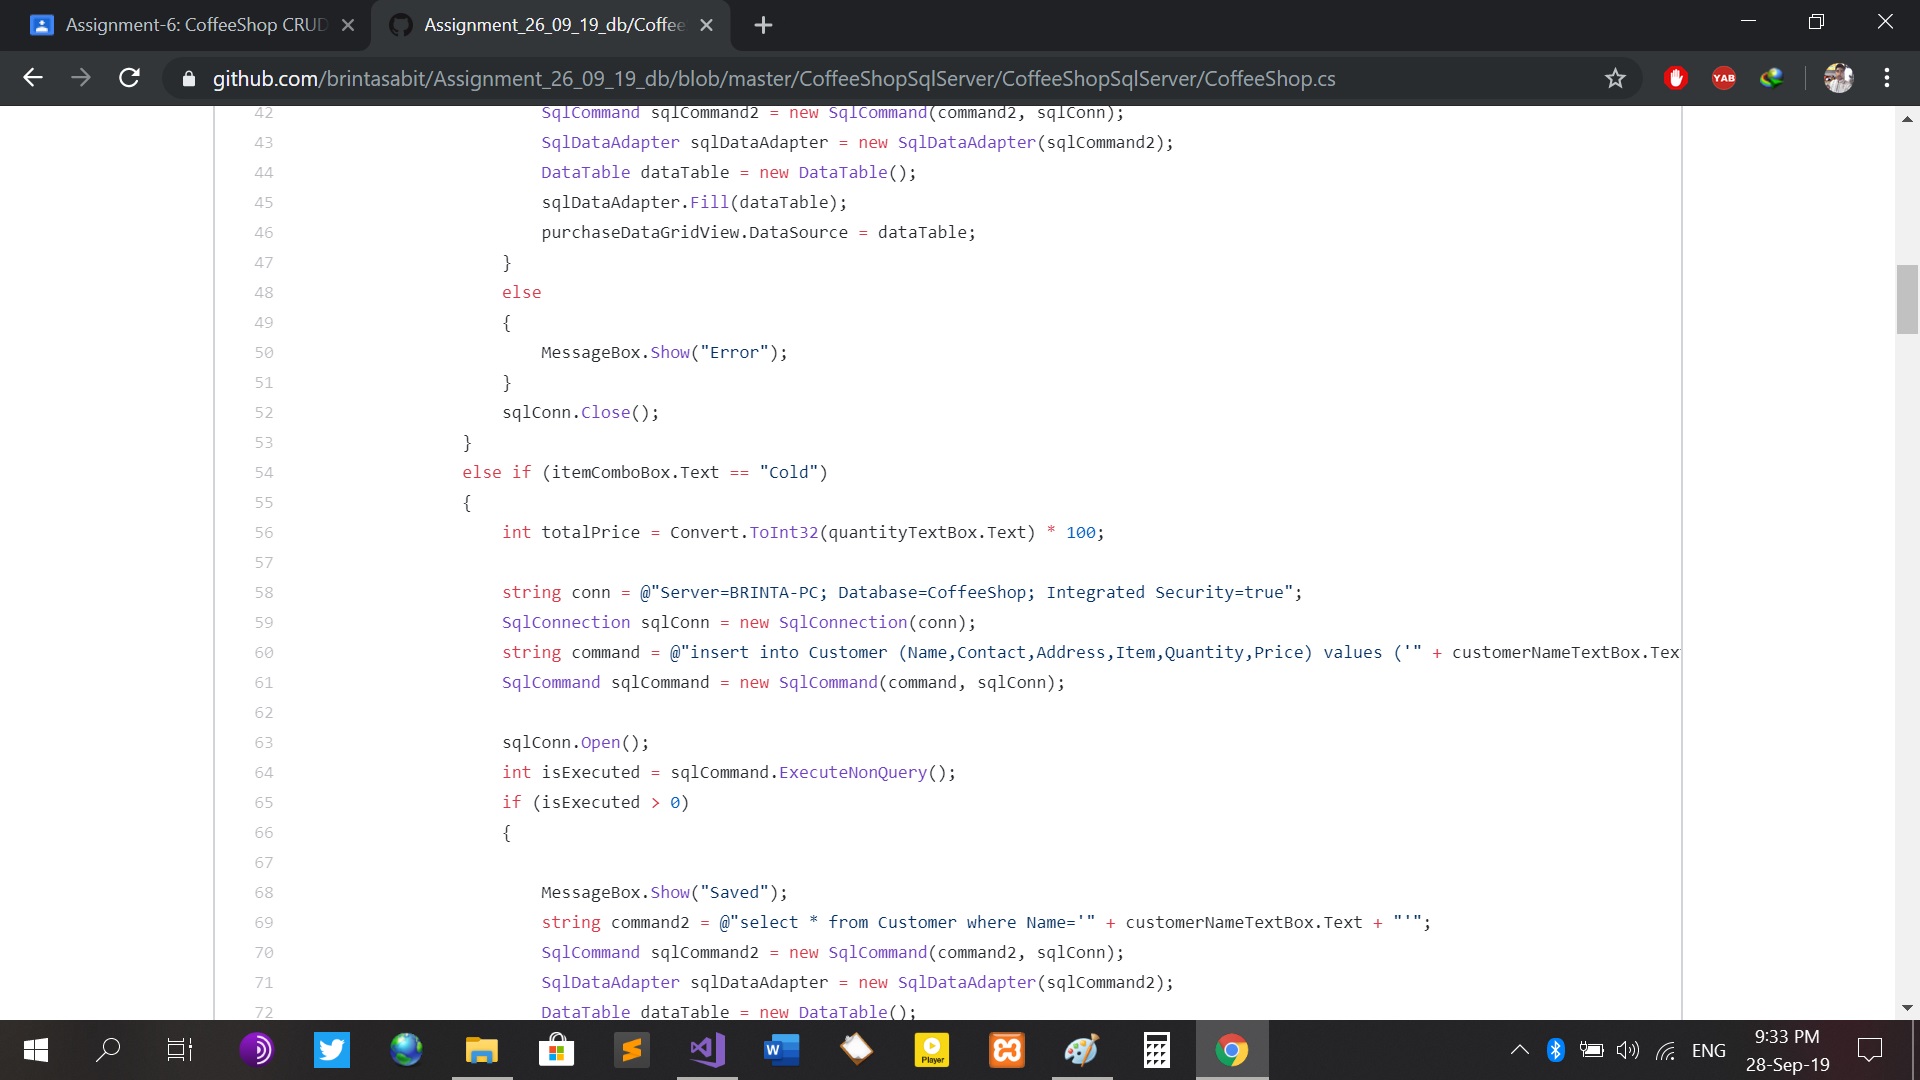 Assignment-6: CoffeeShop CRUD
Assignment_26_09_19_db/Coffee
github.com/brintasabit/Assignment_26_09_19_db/blob/master/CoffeeShopSqlServer/CoffeeShopSqlServer/CoffeeShop.cs
YAB
42 SqlCommand sqlCommand2 = new SqlCommand(command2, sqlConn);
43 SqlDataAdapter sqlDataAdapter = new SqlDataAdapter(sqlCommand2);
44 DataTable dataTable = new DataTable();
45 sqlDataAdapter.Fill(dataTable);
46 purchaseDataGridView.DataSource = dataTable;
47 }
48 else
49 {
50 MessageBox.Show("Error");
51 }
52 sqlConn.Close();
53 }
54 else if (itemComboBox.Text == "Cold")
55 {
56 int totalPrice = Convert.ToInt32(quantityTextBox.Text) * 100;
57
58 string conn = @"Server=BRINTA-PC; Database=CoffeeShop; Integrated Security=true";
59 SqlConnection sqlConn = new SqlConnection(conn);
60 string command = @"insert into Customer (Name,Contact,Address,Item,Quantity,Price) values ('" + customerNameTextBox.Tex
61 SqlCommand sqlCommand = new SqlCommand(command, sqlConn);
62
63 sqlConn.Open();
64 int isExecuted = sqlCommand.ExecuteNonQuery();
65 if (isExecuted > 0)
66 {
67
68 MessageBox.Show("Saved");
69 string command2 = @"select * from Customer where Name='" + customerNameTextBox.Text + "'";
70 SqlCommand sqlCommand2 = new SqlCommand(command2, sqlConn);
71 SqlDataAdapter sqlDataAdapter = new SqlDataAdapter(sqlCommand2);
72 DataTable dataTable = new DataTable();
W
Player
ENG
9:33 PM
28-Sep-19